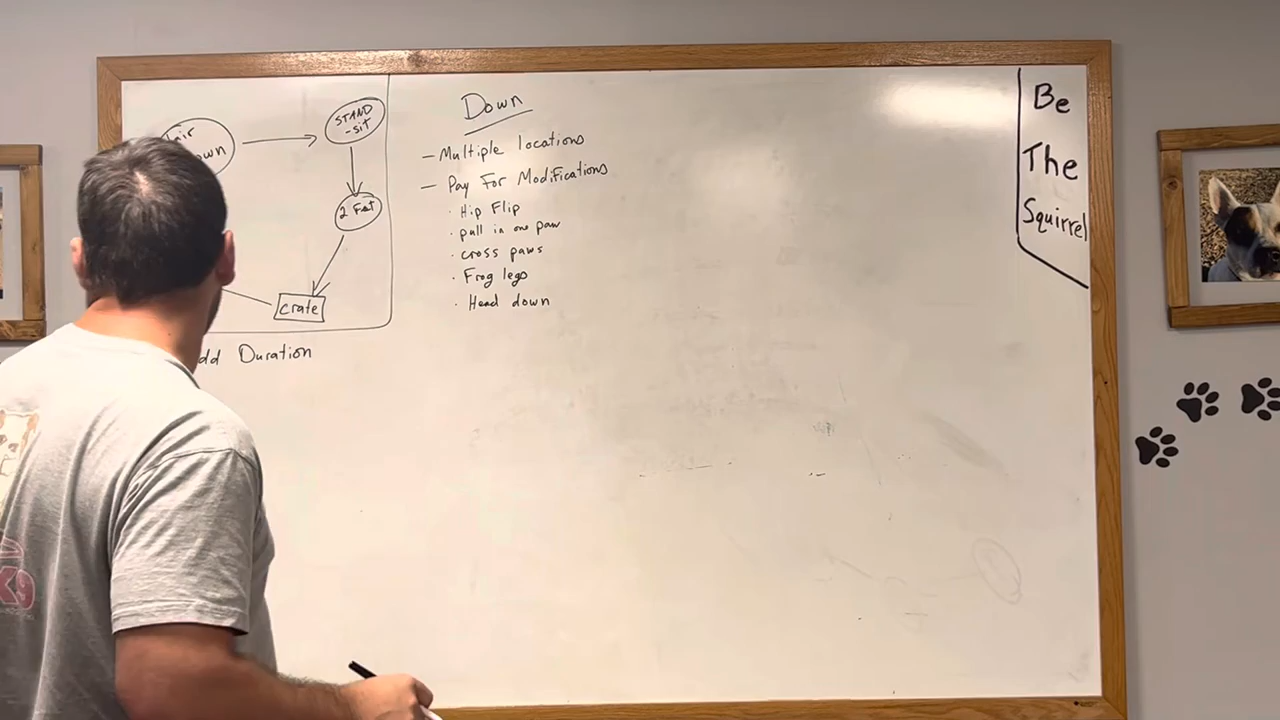 STAND
-SIT
2 Feet
crate
Duration
Down
- Multiple locations
- Pay For Modifications
· Hip Flip
· pull in one paw
· cross paws
· Frog legs
· Head down
Be
The
Squirrel
K9